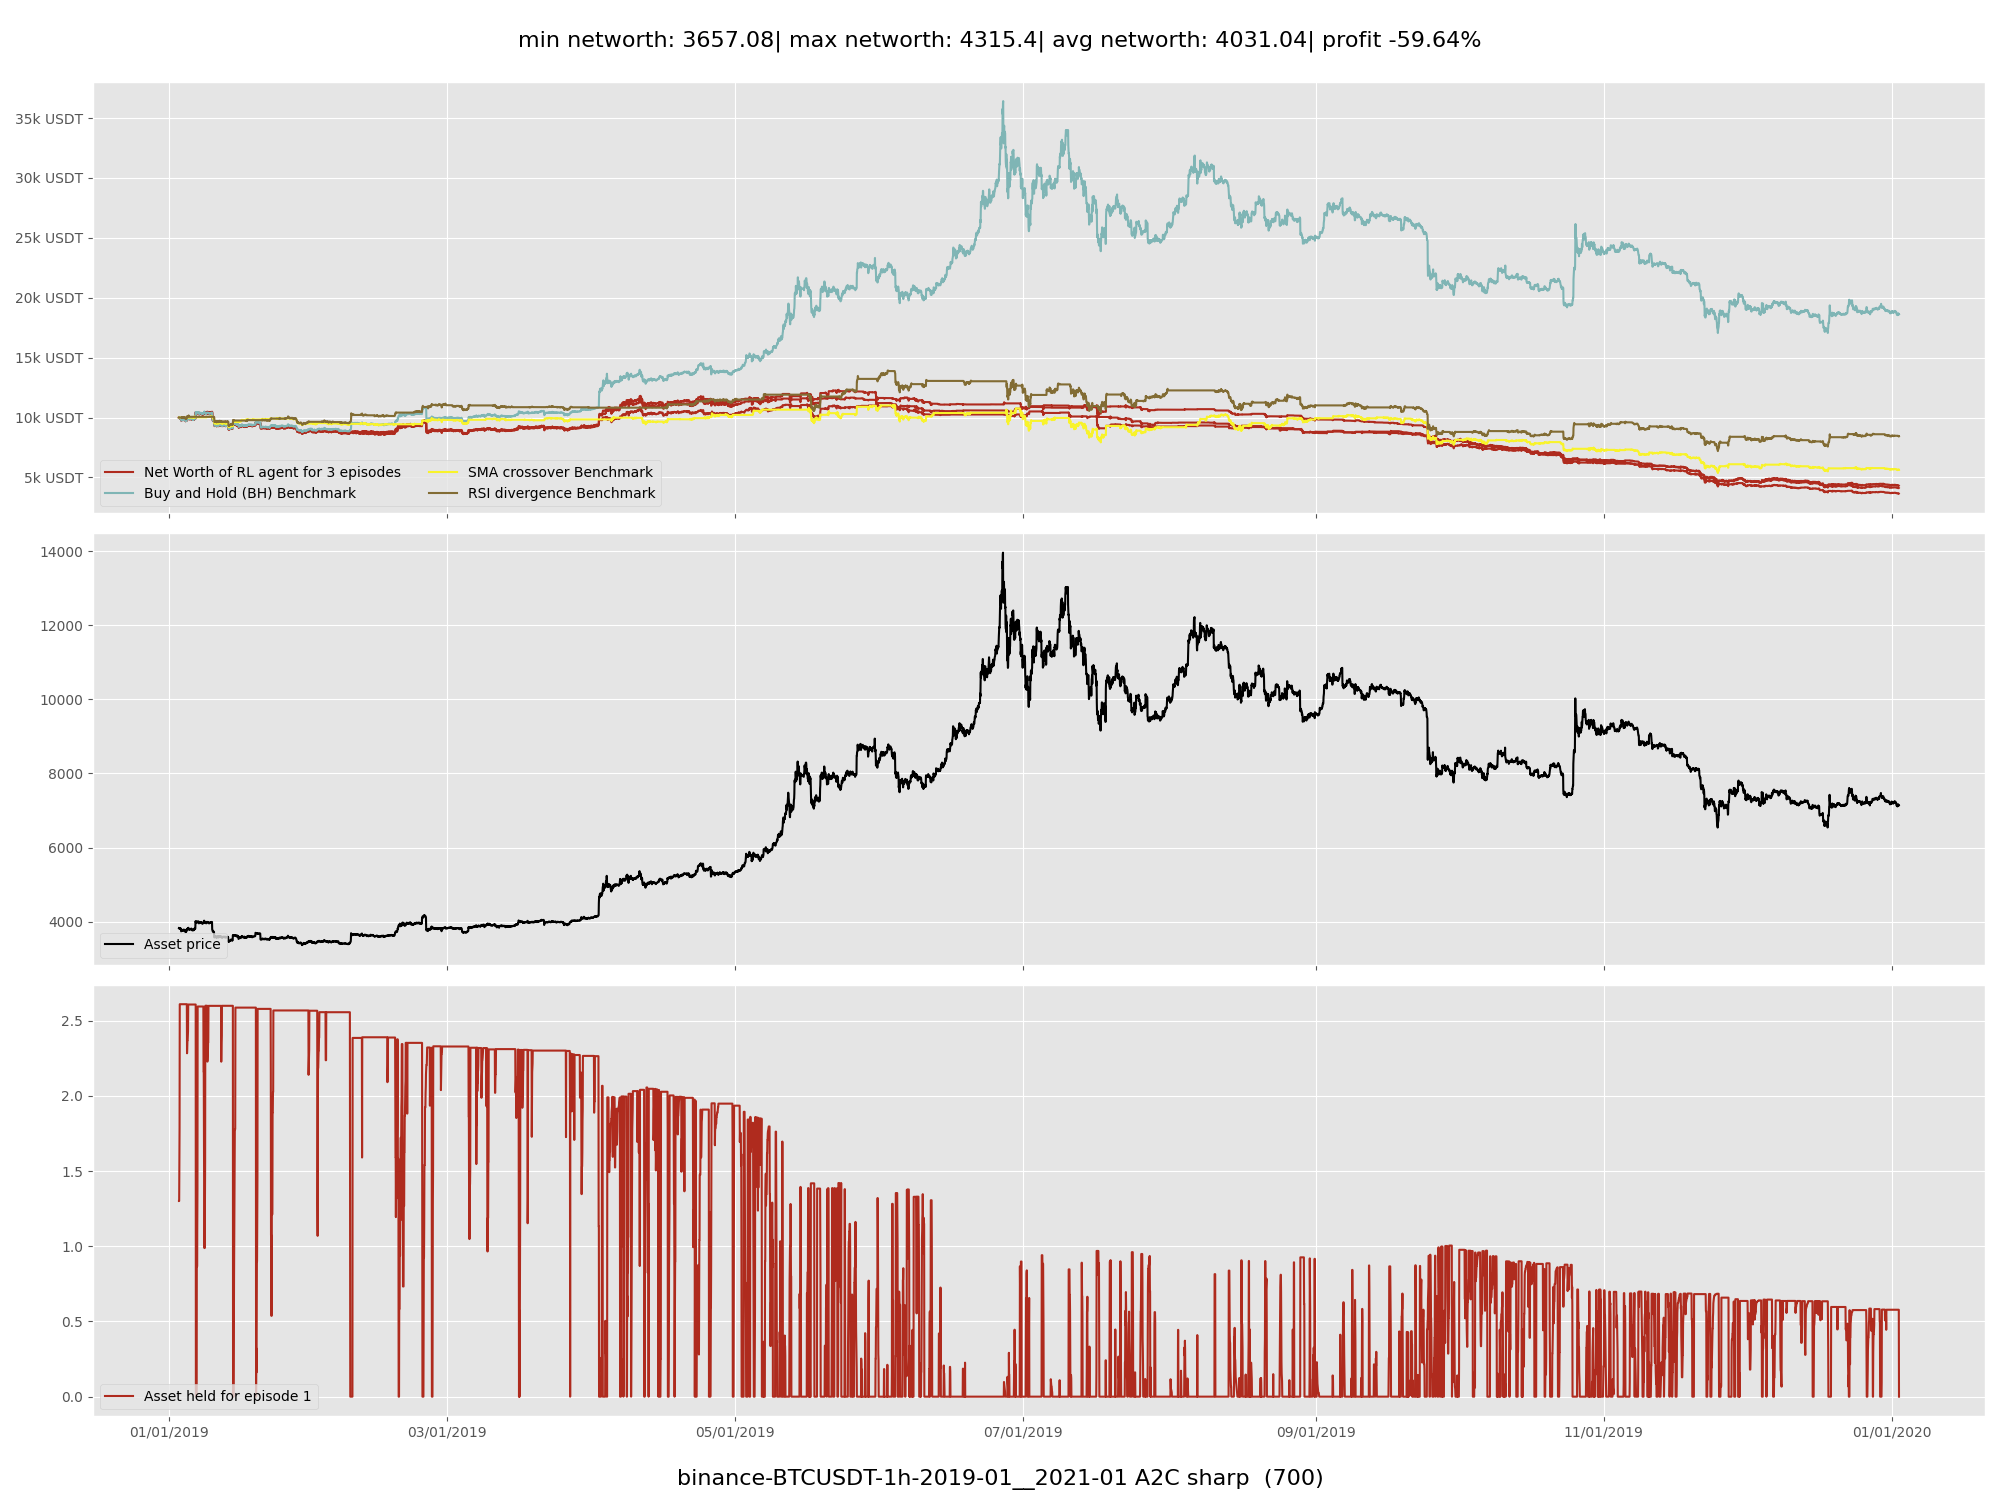 min networth: 3657.08| max networth: 4315.4| avg networth: 4031.04| profit -59.64%
35k USDT
30k USDT
25k USDT
20k USDT
15k USDT
10k USDT
5k USDT
Net Worth of RL agent for 3 episodes
Buy and Hold (BH) Benchmark
SMA crossover Benchmark
RSI divergence Benchmark
14000
12000
10000
8000
6000
4000
Asset price
2.5
2.0
1.5
1.0
0.5
0.0
Asset held for episode 1
01/01/2019 03/01/2019 05/01/2019 07/01/2019 09/01/2019 11/01/2019 01/01/2020
binance-BTCUSDT-1h-2019-01__2021-01 A2C sharp (700)